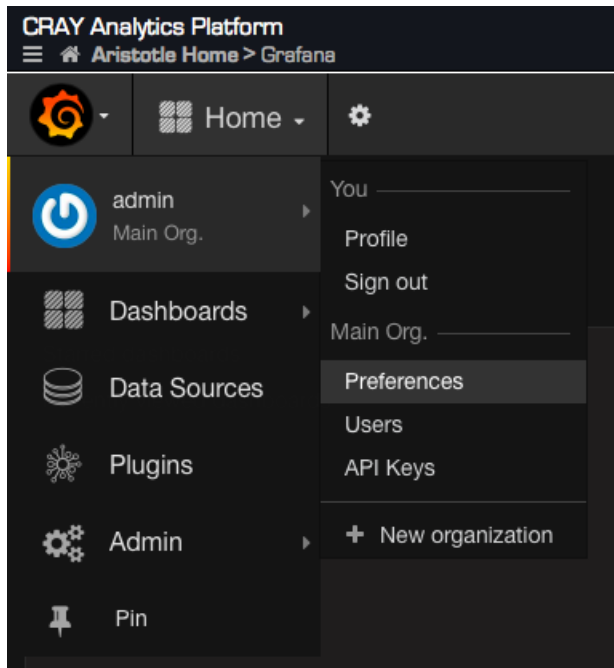 CRAY Analytics Platform
Aristotle Home > Grafana
Home
admin
Main Org.
Dashboards
Data Sources
Plugins
Admin
Pin
You
Profile
Sign out
Main Org.
Preferences
Users
API Keys
+ New organization